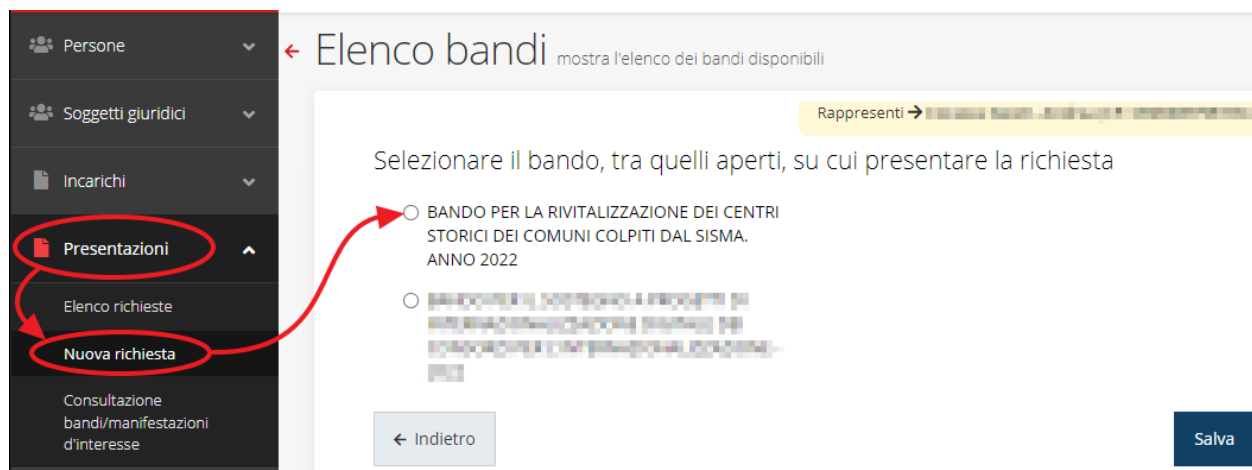 Persone
Soggetti giuridici
Incarichi
Presentazioni
Elenco richieste
Nuova richiesta
Consultazione
bandi/manifestazioni
d'interesse
Elenco bandi mostra l'elenco dei bandi disponibili
Rappresenti →
Selezionare il bando, tra quelli aperti, su cui presentare la richiesta
BANDO PER LA RIVITALIZZAZIONE DEI CENTRI
STORICI DEI COMUNI COLPITI DAL SISMA.
ANNO 2022
← Indietro
Salva